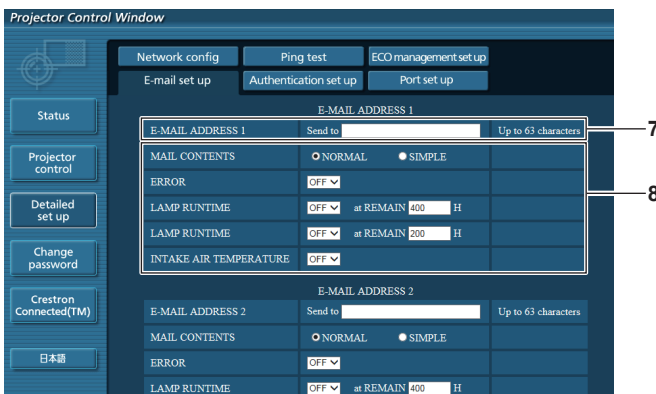 Projector Control Window
Network config Ping test ECO management set up
E-mail set up Authentication set up Port set up
Status
Projector control
Detailed set up
Change password
Crestron Connected(TM)
日本語
E-MAIL ADDRESS 1
E-MAIL ADDRESS 1 Send to Up to 63 characters 7
MAIL CONTENTS NORMAL SIMPLE
ERROR OFF 8
LAMP RUNTIME OFF at REMAIN 400 H
LAMP RUNTIME OFF at REMAIN 200 H
INTAKE AIR TEMPERATURE OFF
E-MAIL ADDRESS 2
E-MAIL ADDRESS 2 Send to Up to 63 characters
MAIL CONTENTS NORMAL SIMPLE
ERROR OFF
LAMP RUNTIME OFF at REMAIN 400 H